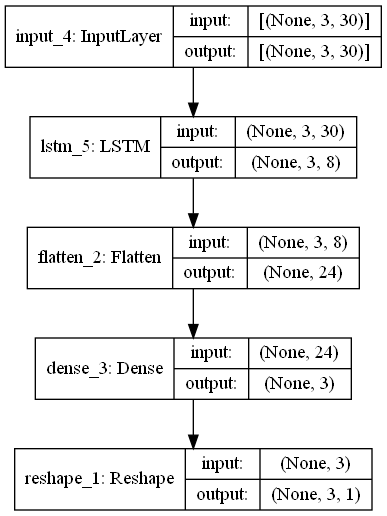 input_4: InputLayer
input:
[(None, 3, 30)]
output:
[(None, 3, 30)]
lstm_5: LSTM
input:
(None, 3, 30)
output:
(None, 3, 8)
flatten_2: Flatten
input:
(None, 3, 8)
output:
(None, 24)
dense_3: Dense
input:
(None, 24)
output:
(None, 3)
reshape_1: Reshape
input:
(None, 3)
output:
(None, 3, 1)